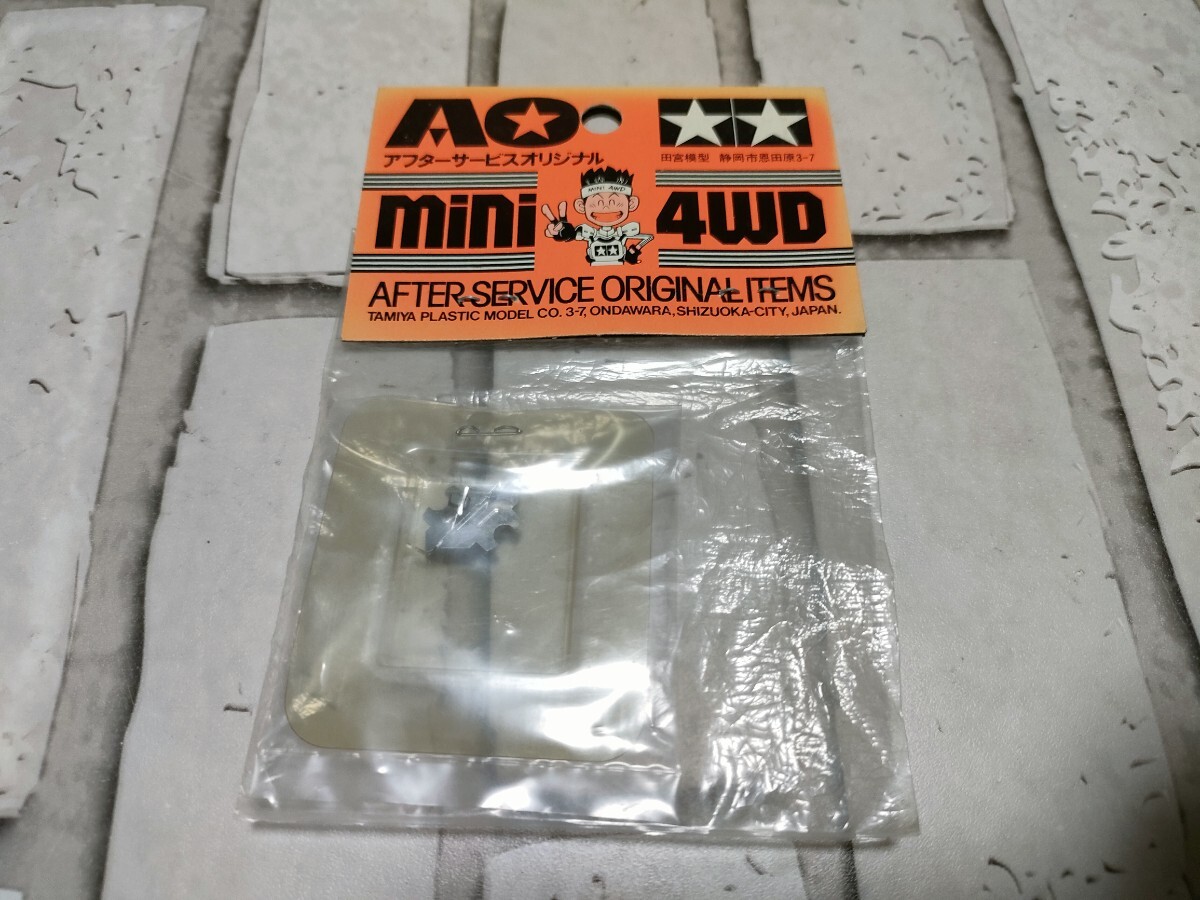 AO
アフターサービスオリジナル
田宮模型 静岡市恩田原3-7
mini 4WD
MINI 4WD
AFTER-SERVICE ORIGINAL ITEMS
TAMIYA PLASTIC MODEL CO. 3-7, ONDAWARA, SHIZUOKA-CITY, JAPAN.